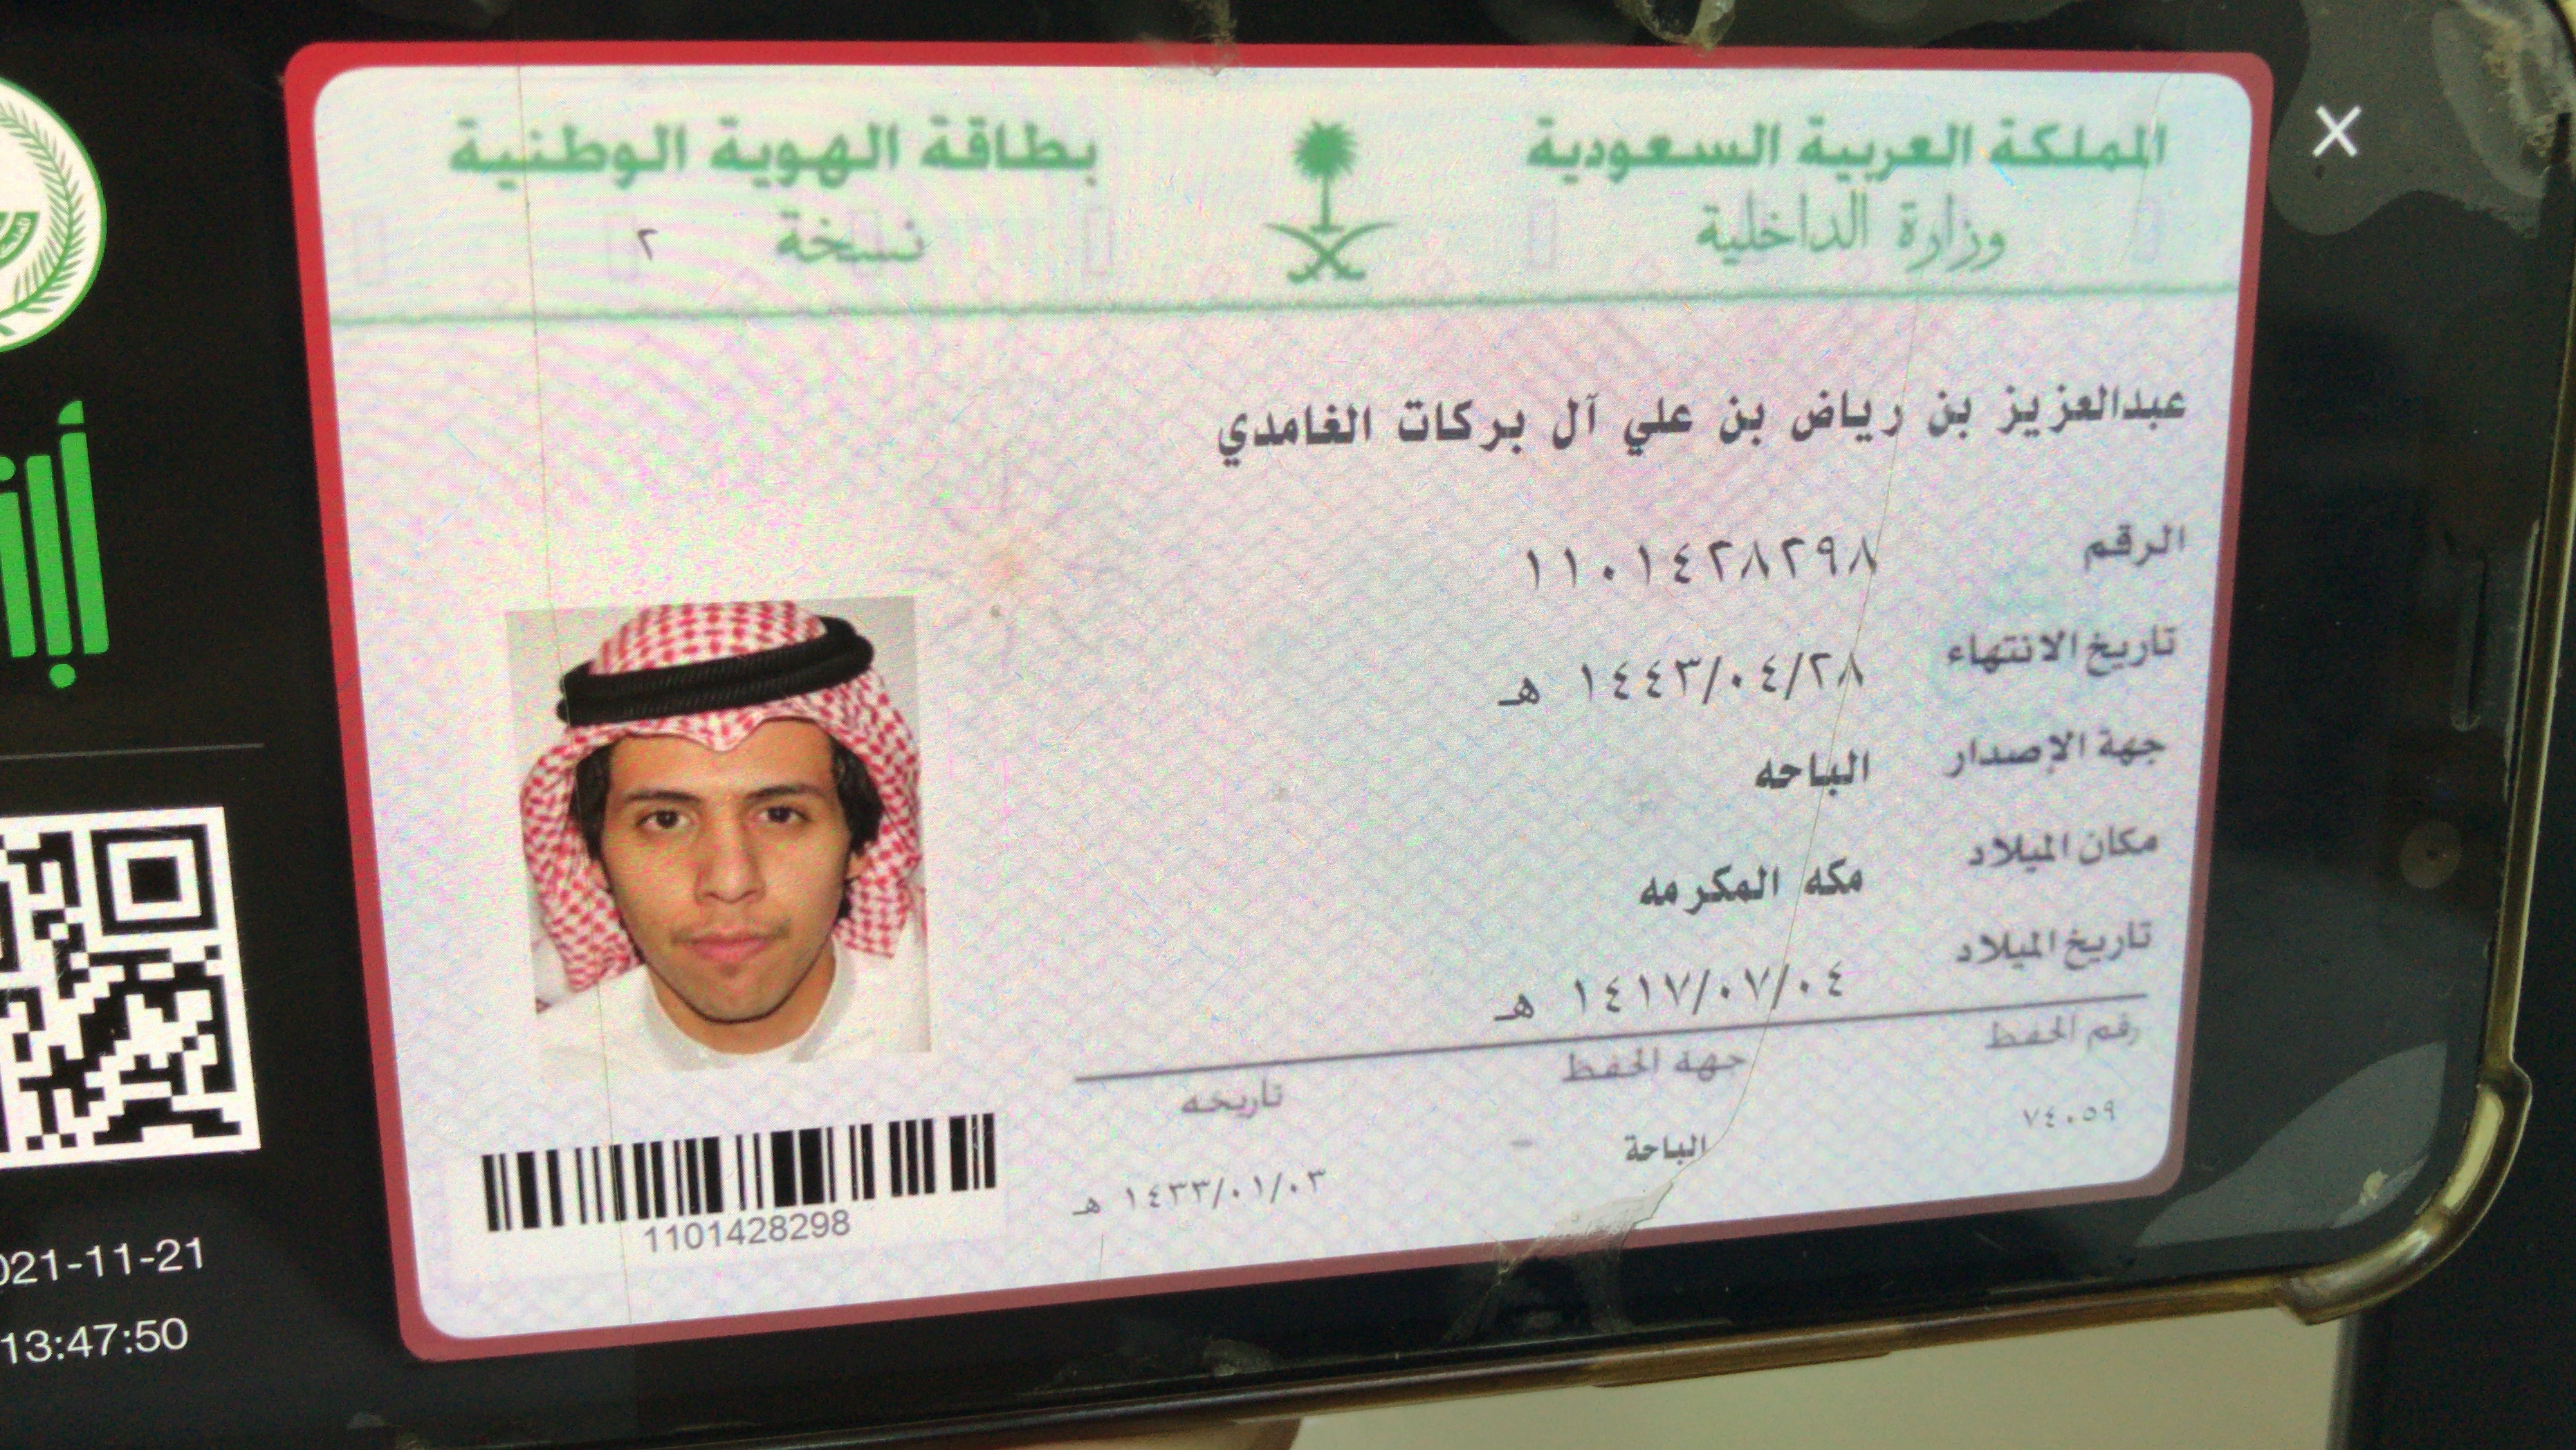 المملكة العربية السعودية
وزارة الداخلية
بطاقة الهوية الوطنية
نسخة ٢
عبدالعزيز بن رياض بن علي آل بركات الغامدي
الرقم ١١٠١٤٢٨٢٩٨
تاريخ الانتهاء ١٤٤٣/٠٤/٢٨ هـ
جهة الإصدار الباحه
مكان الميلاد مكه المكرمه
تاريخ الميلاد ١٤١٧/٠٧/٠٤ هـ
رقم الحفظ جهة الحفظ تاريخه
٧٤٠٥٩ الباحة - ١٤٣٣/٠١/٠٣ هـ
1101428298
021-11-21
13:47:50